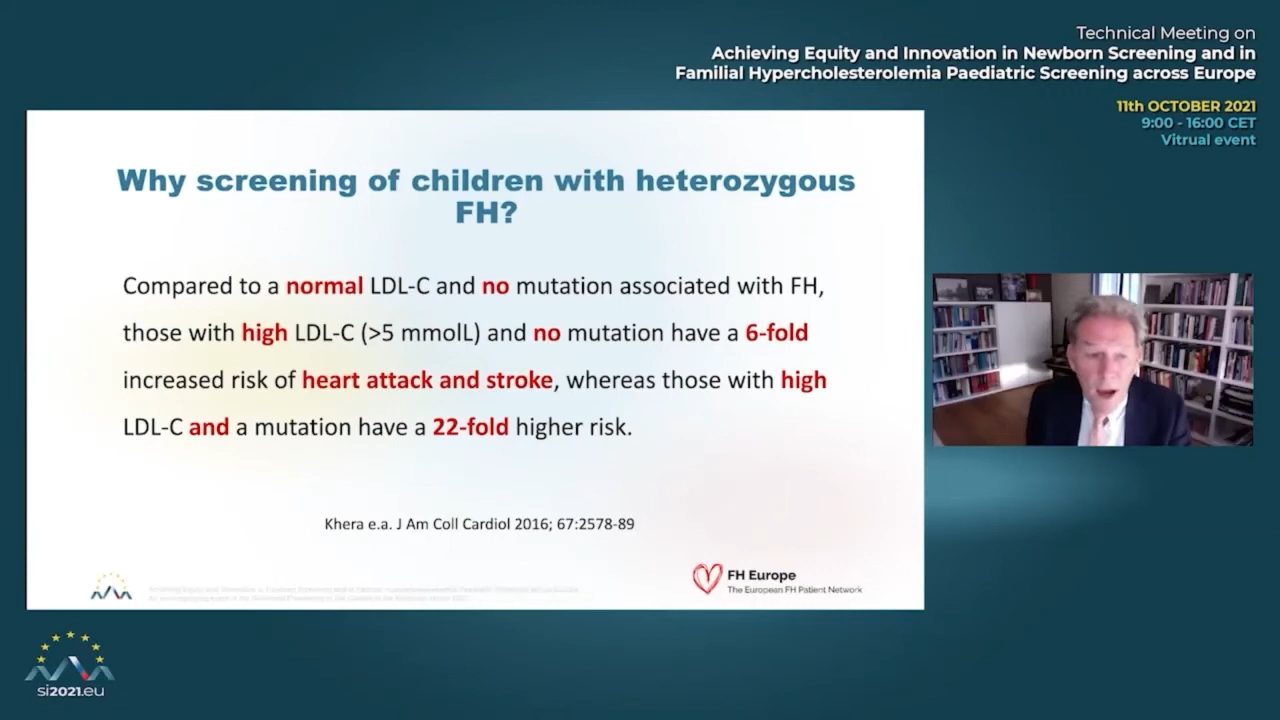 Technical Meeting on
Achieving Equity and Innovation in Newborn Screening and in
Familial Hypercholesterolemia Paediatric Screening across Europe
11th OCTOBER 2021
9:00 - 16:00 CET
Vitrual event
Why screening of children with heterozygous
FH?
Compared to a normal LDL-C and no mutation associated with FH,
those with high LDL-C (>5 mmolL) and no mutation have a 6-fold
increased risk of heart attack and stroke, whereas those with high
LDL-C and a mutation have a 22-fold higher risk.
Khera e.a. J Am Coll Cardiol 2016; 67:2578-89
FH Europe
The European FH Patient Network
si2021.eu